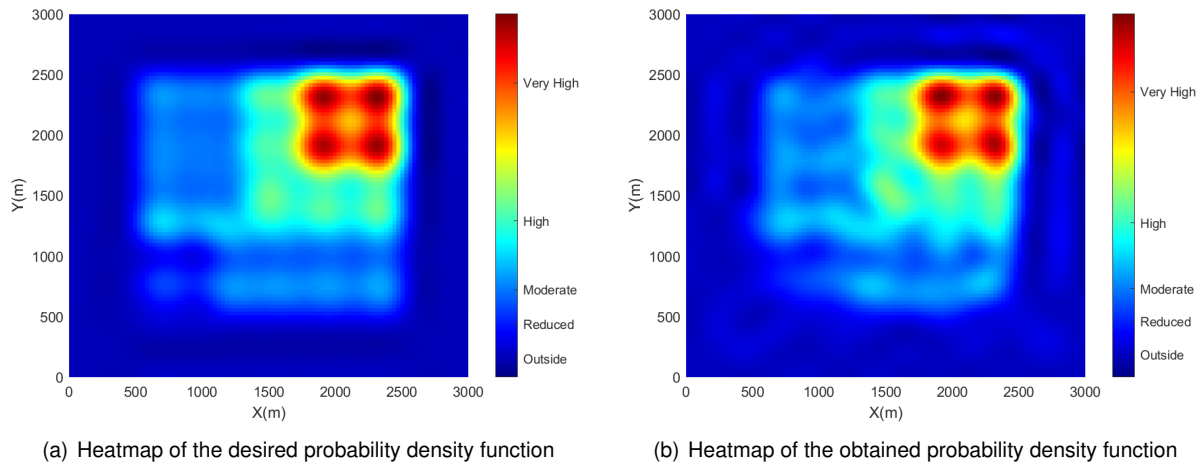 3000
2500
2000
1500
1000
500
0
Y(m)
0 500 1000 1500 2000 2500 3000
X(m)
Very High
High
Moderate
Reduced
Outside
(a) Heatmap of the desired probability density function
3000
2500
2000
1500
1000
500
0
Y(m)
0 500 1000 1500 2000 2500 3000
X(m)
Very High
High
Moderate
Reduced
Outside
(b) Heatmap of the obtained probability density function